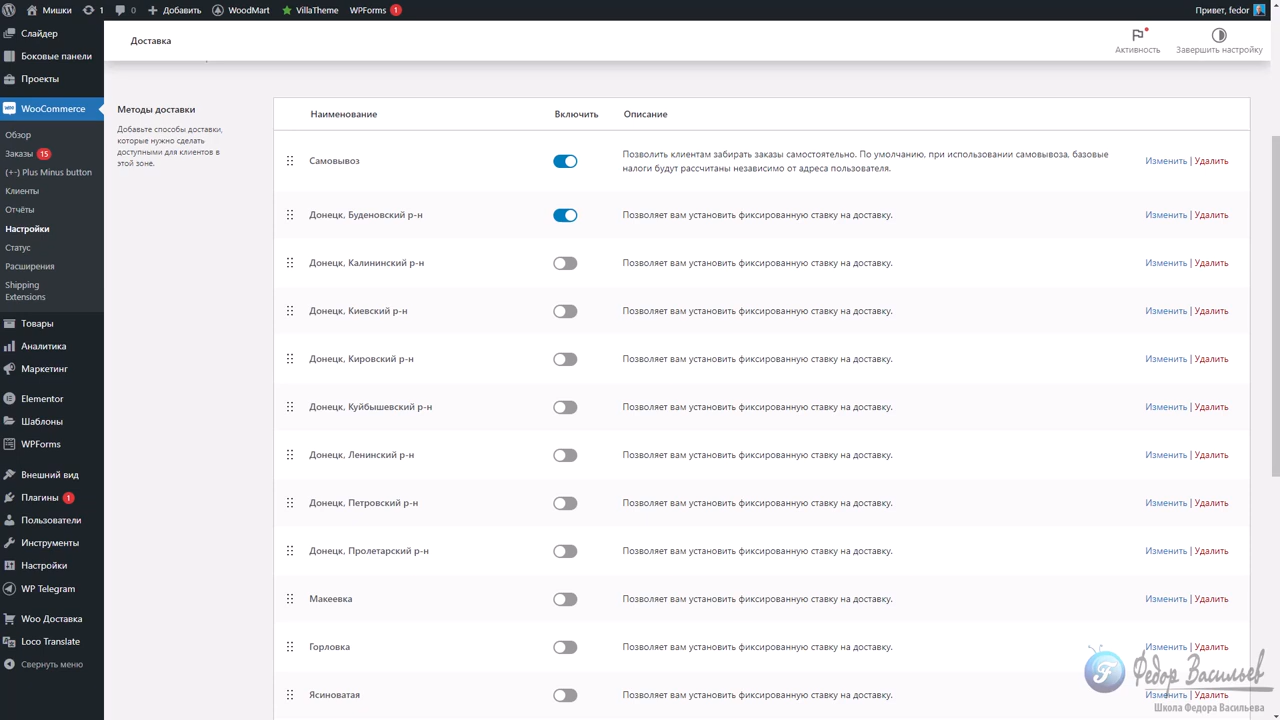 Мишки 1 0 Добавить WoodMart VillaTheme WPForms 1 Привет, fedor
Слайдер
Боковые панели
Проекты
WooCommerce
Обзор
Заказы 15
(+-) Plus Minus button
Клиенты
Отчёты
Настройки
Статус
Расширения
Shipping
Extensions
Товары
Аналитика
Маркетинг
Elementor
Шаблоны
WPForms
Внешний вид
Плагины 1
Пользователи
Инструменты
Настройки
WP Telegram
Woo Доставка
Loco Translate
Свернуть меню
Доставка
Активность Завершить настройку
Методы доставки
Добавьте способы доставки,
которые нужно сделать
доступными для клиентов в
этой зоне.
Наименование Включить Описание
Самовывоз Позволить клиентам забирать заказы самостоятельно. По умолчанию, при использовании самовывоза, базовые
налоги будут рассчитаны независимо от адреса пользователя. Изменить | Удалить
Донецк, Буденовский р-н Позволяет вам установить фиксированную ставку на доставку. Изменить | Удалить
Донецк, Калининский р-н Позволяет вам установить фиксированную ставку на доставку. Изменить | Удалить
Донецк, Киевский р-н Позволяет вам установить фиксированную ставку на доставку. Изменить | Удалить
Донецк, Кировский р-н Позволяет вам установить фиксированную ставку на доставку. Изменить | Удалить
Донецк, Куйбышевский р-н Позволяет вам установить фиксированную ставку на доставку. Изменить | Удалить
Донецк, Ленинский р-н Позволяет вам установить фиксированную ставку на доставку. Изменить | Удалить
Донецк, Петровский р-н Позволяет вам установить фиксированную ставку на доставку. Изменить | Удалить
Донецк, Пролетарский р-н Позволяет вам установить фиксированную ставку на доставку. Изменить | Удалить
Макеевка Позволяет вам установить фиксированную ставку на доставку. Изменить | Удалить
Горловка Позволяет вам установить фиксированную ставку на доставку. Изменить | Удалить
Ясиноватая Позволяет вам установить фиксированную ставку на доставку. Изменить | Удалить
Федор Васильев
Школа Федора Васильева